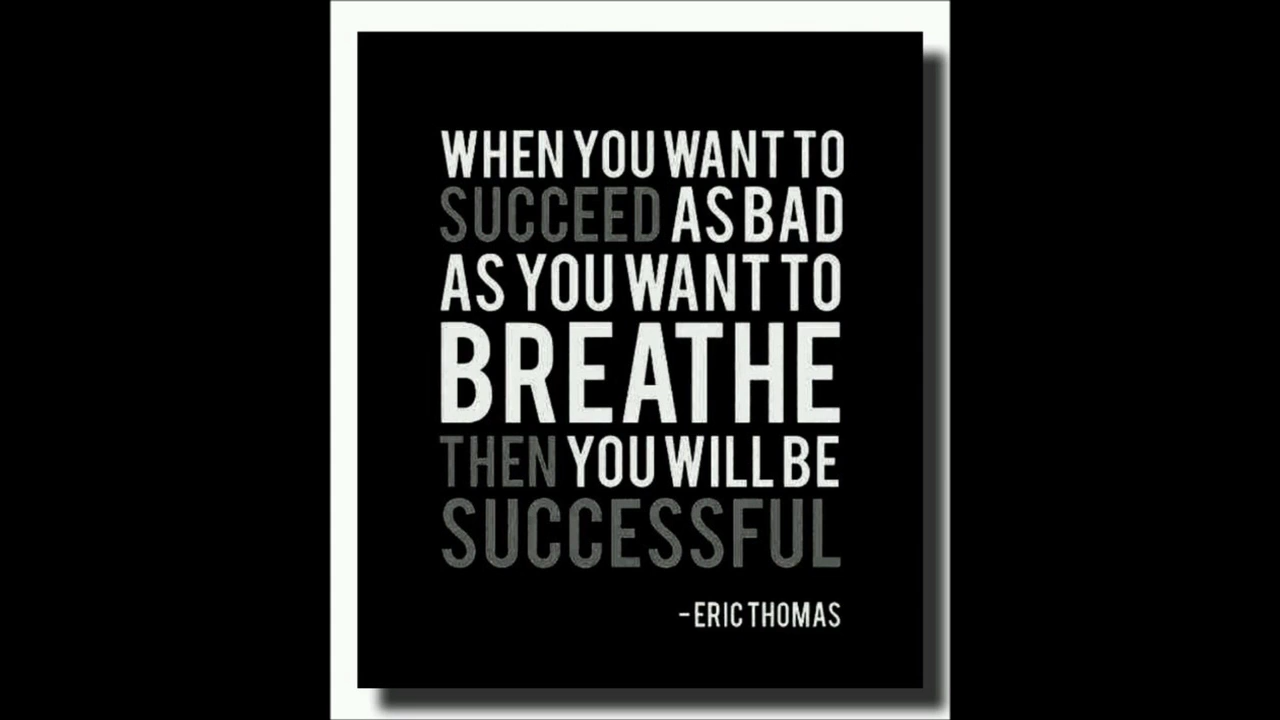 WHEN YOU WANT TO
SUCCEED AS BAD
AS YOU WANT TO
BREATHE
THEN YOU WILL BE
SUCCESSFUL
-ERIC THOMAS